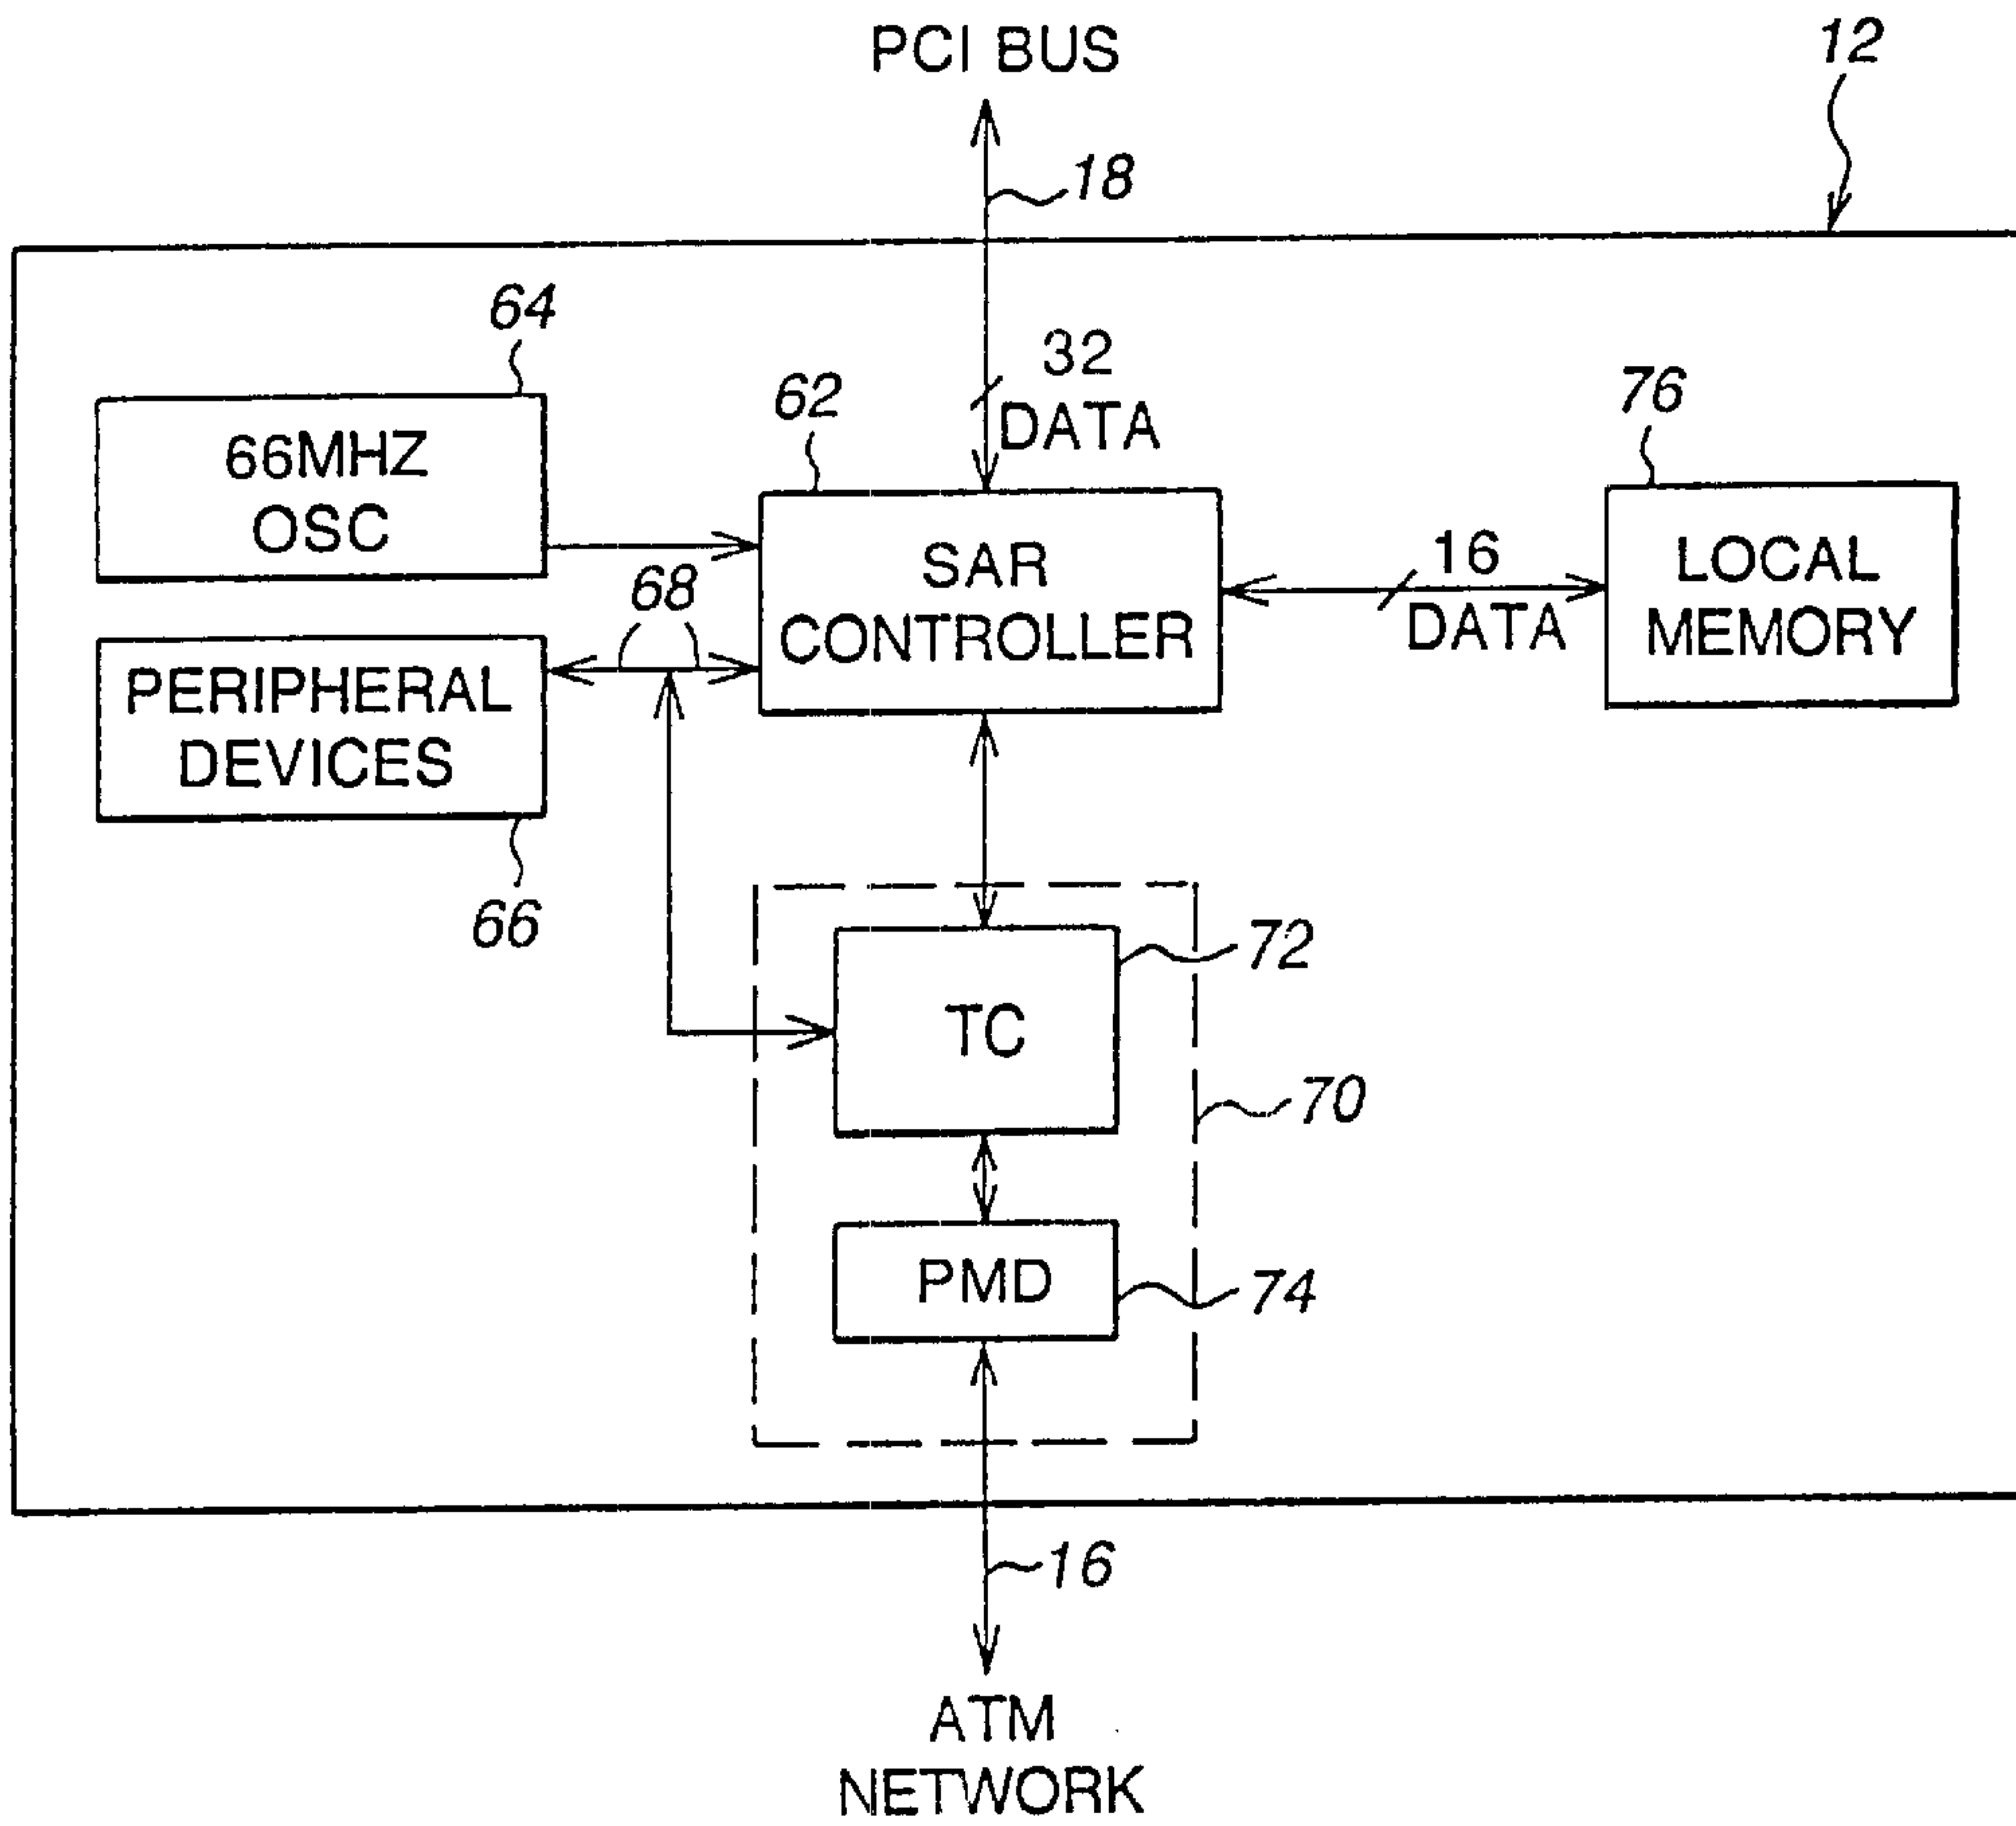 PCI BUS
12
18
64
32
DATA
62
76
66MHZ
OSC
SAR
CONTROLLER
16
DATA
LOCAL
MEMORY
68
PERIPHERAL
DEVICES
66
72
TC
70
PMD
74
16
ATM
NETWORK